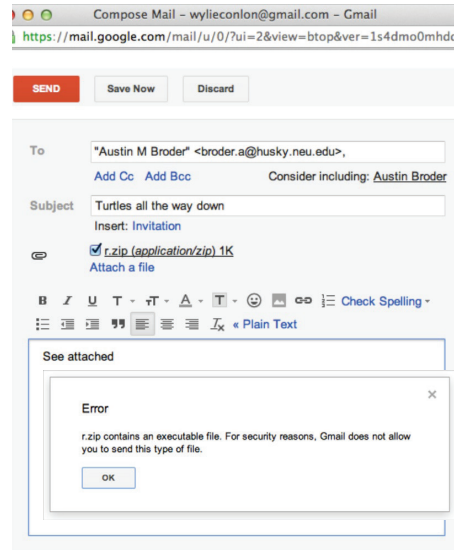 Compose Mail – wylieconlon@gmail.com – Gmail
https://mail.google.com/mail/u/0/?ui=2&view=btop&ver=1s4dmo0mhdc
SEND Save Now Discard
To "Austin M Broder" <broder.a@husky.neu.edu>,
Add Cc Add Bcc Consider including: Austin Broder
Subject Turtles all the way down
Insert: Invitation
r.zip (application/zip) 1K
Attach a file
B I U T T A T Check Spelling
Tx « Plain Text
See attached
Error
r.zip contains an executable file. For security reasons, Gmail does not allow
you to send this type of file.
OK